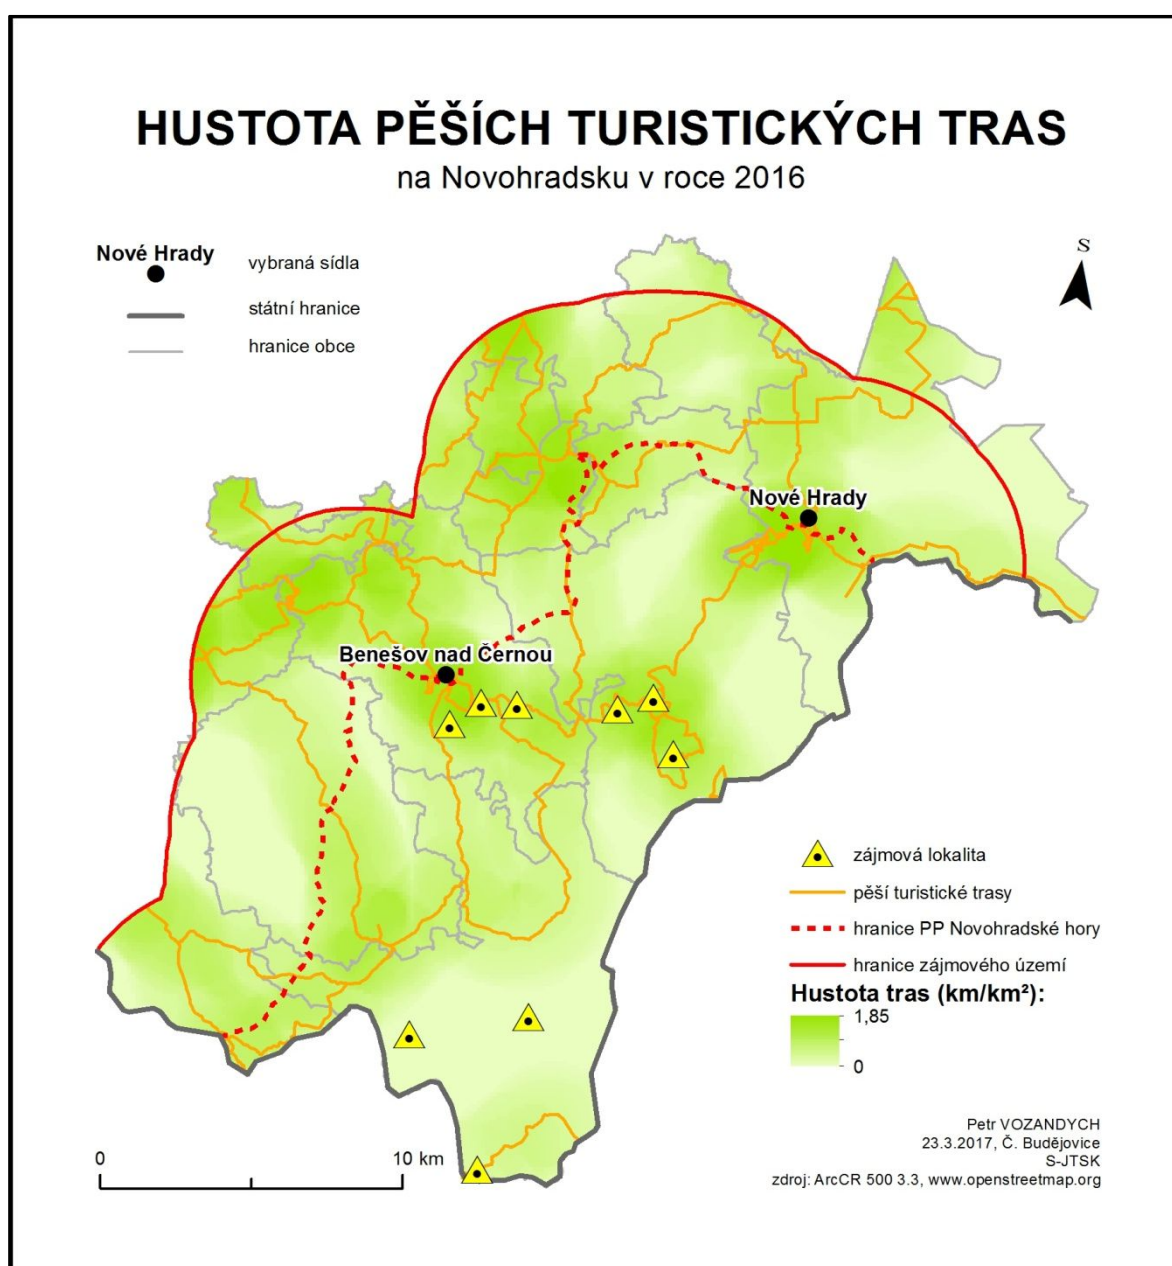 HUSTOTA PĚŠÍCH TURISTICKÝCH TRAS
na Novohradsku v roce 2016
Nové Hrady
vybraná sídla
státní hranice
hranice obce
S
Nové Hrady
Benešov nad Černou
zájmová lokalita
pěší turistické trasy
hranice PP Novohradské hory
hranice zájmového území
Hustota tras (km/km²):
1,85
0
0
10 km
Petr VOZANDYCH
23.3.2017, Č. Budějovice
S-JTSK
zdroj: ArcCR 500 3.3, www.openstreetmap.org